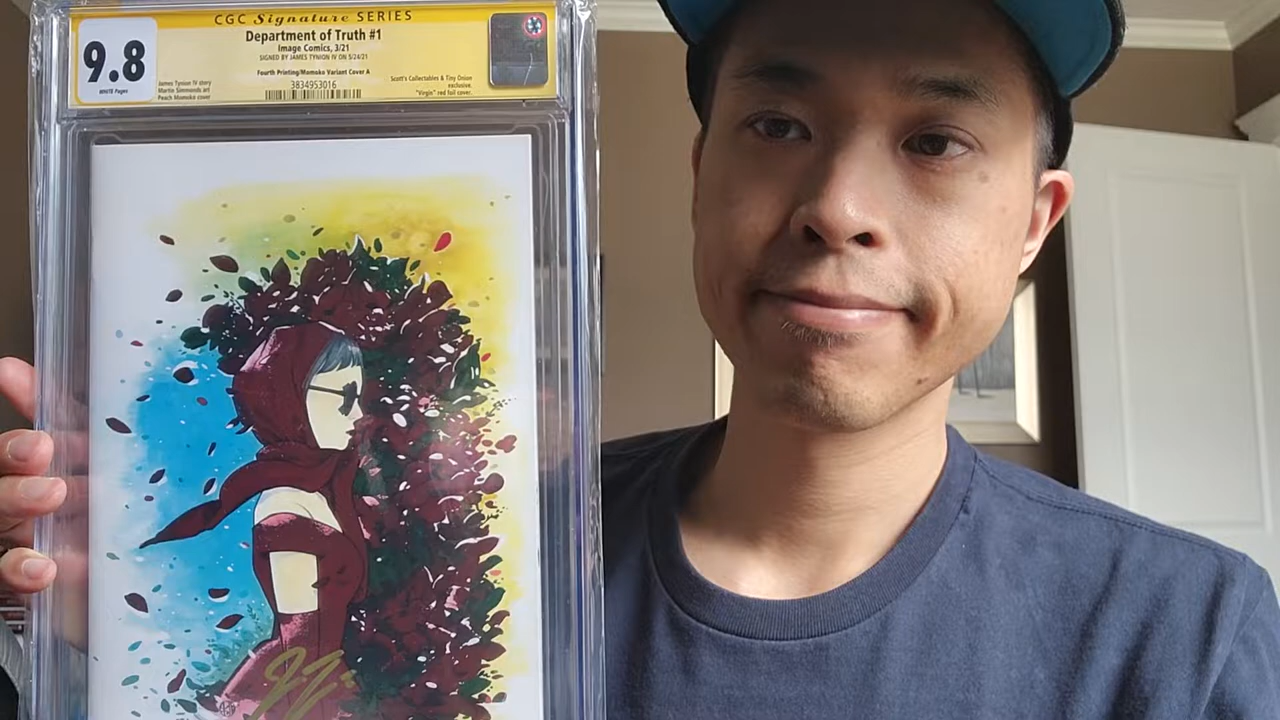 CGC Signature SERIES
9.8
WHITE Pages
Department of Truth #1
Image Comics, 3/21
SIGNED BY JAMES TYNION IV ON 5/24/21
Fourth Printing/Momoko Variant Cover A
3834953016
James Tynion IV story
Martin Simmonds art
Peach Momoko cover
Scott's Collectables & Tiny Onion
exclusive.
"Virgin" red foil cover.